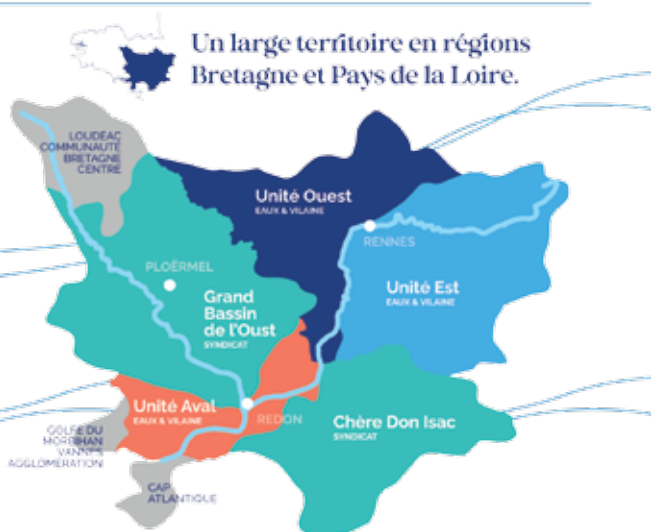 Un large territoire en régions
Bretagne et Pays de la Loire.
LOUDÉAC
COMMUNAUTÉ
BRETAGNE
CENTRE
Unité Ouest
EAUX & VILAINE
RENNES
PLOËRMEL
Unité Est
EAUX & VILAINE
Grand
Bassin
de l'Oust
SYNDICAT
Unité Aval
EAUX & VILAINE
REDON
Chère Don Isac
SYNDICAT
GOLFE DU
MORBIHAN
VANNES
AGGLOMÉRATION
CAP
ATLANTIQUE